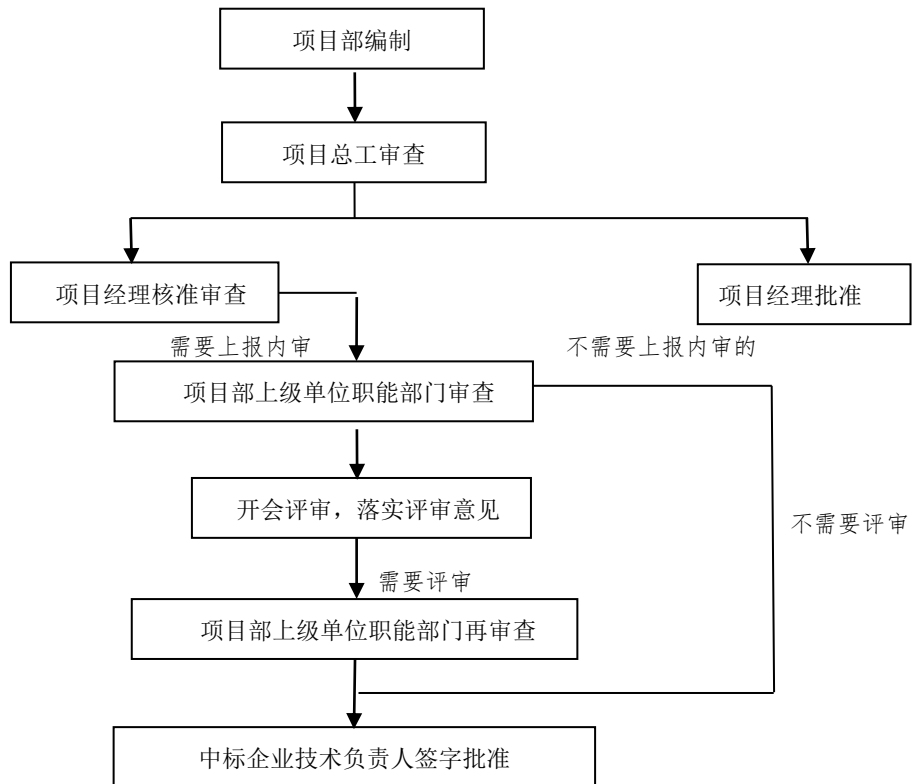 项目部编制
项目总工审查
项目经理核准审查
项目经理批准
需要上报内审
不需要上报内审的
项目部上级单位职能部门审查
开会评审，落实评审意见
不需要评审
需要评审
项目部上级单位职能部门再审查
中标企业技术负责人签字批准